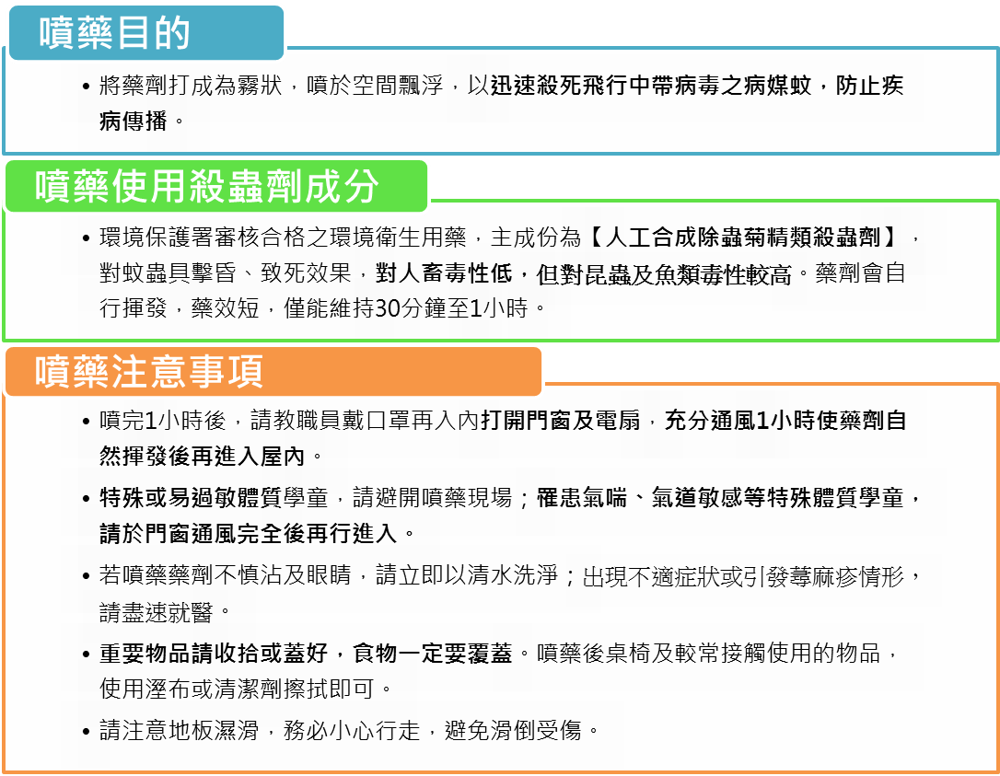 噴藥目的
• 將藥劑打成為霧狀，噴於空間飄浮，以迅速殺死飛行中帶病毒之病媒蚊，防止疾
病傳播。
噴藥使用殺蟲劑成分
• 環境保護署審核合格之環境衛生用藥，主成份為【人工合成除蟲菊精類殺蟲劑】，
對蚊蟲具擊昏、致死效果，對人畜毒性低，但對昆蟲及魚類毒性較高。藥劑會自
行揮發，藥效短，僅能維持30分鐘至1小時。
噴藥注意事項
• 噴完1小時後，請教職員戴口罩再入內打開門窗及電扇，充分通風1小時使藥劑自
然揮發後再進入屋內。
• 特殊或易過敏體質學童，請避開噴藥現場；罹患氣喘、氣道敏感等特殊體質學童，
請於門窗通風完全後再行進入。
• 若噴藥藥劑不慎沾及眼睛，請立即以清水洗淨；出現不適症狀或引發蕁麻疹情形，
請盡速就醫。
• 重要物品請收拾或蓋好，食物一定要覆蓋。噴藥後桌椅及較常接觸使用的物品，
使用溼布或清潔劑擦拭即可。
• 請注意地板濕滑，務必小心行走，避免滑倒受傷。